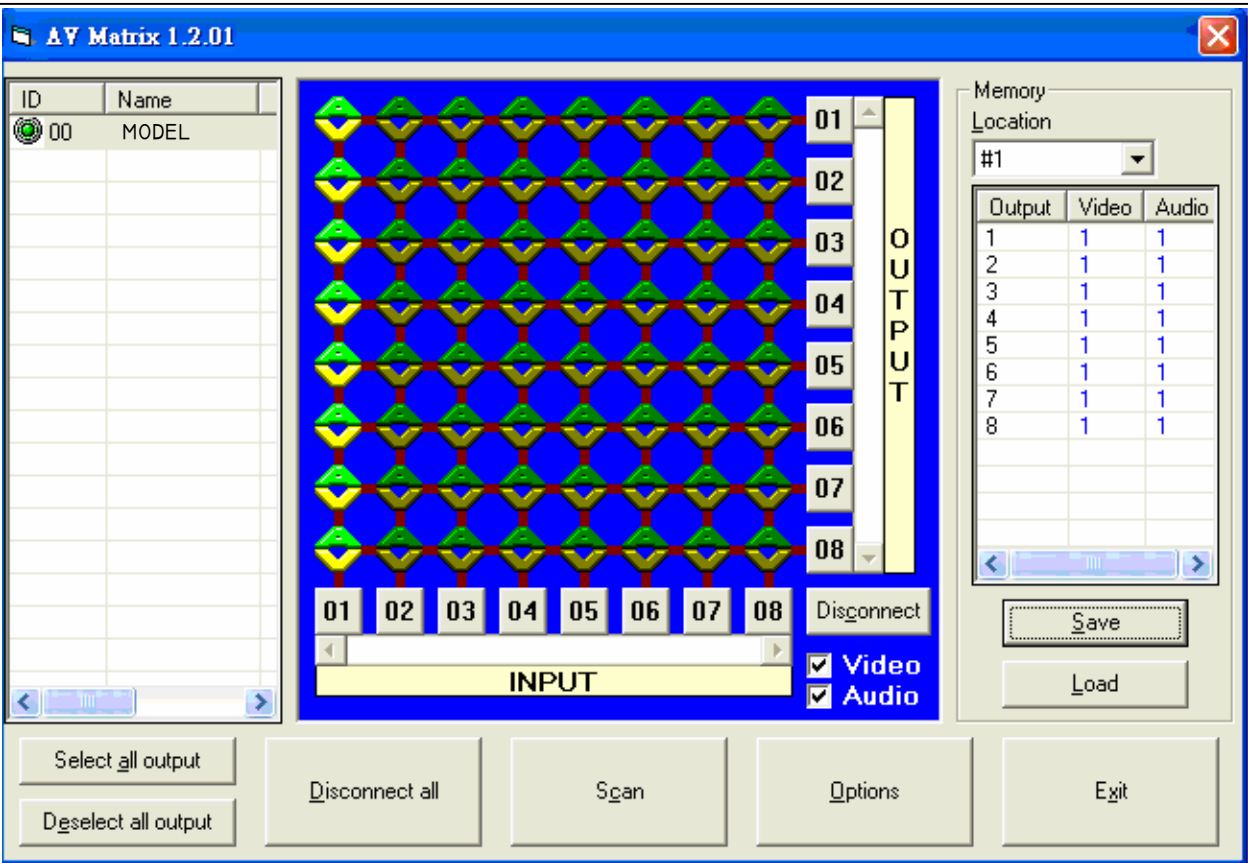 AV Matrix 1.2.01
ID Name
00 MODEL
01
02
03
04
05
06
07
08
OUTPUT
01 02 03 04 05 06 07 08
INPUT
Disconnect
Video
Audio
Memory
Location
#1
Output Video Audio
1 1 1
2 1 1
3 1 1
4 1 1
5 1 1
6 1 1
7 1 1
8 1 1
Save
Load
Select all output
Deselect all output
Disconnect all
Scan
Options
Exit